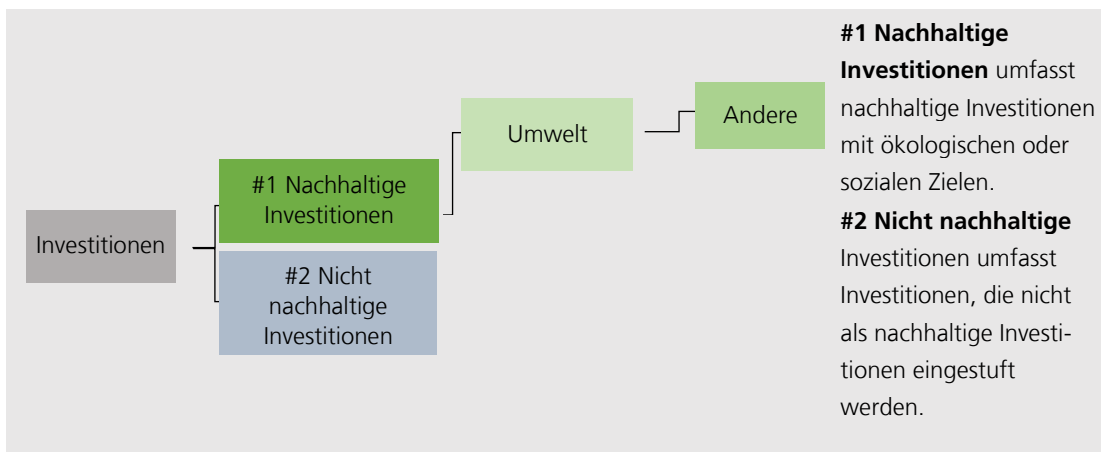 Investitionen
#1 Nachhaltige
Investitionen
#2 Nicht
nachhaltige
Investitionen
Umwelt
Andere
#1 Nachhaltige
Investitionen umfasst
nachhaltige Investitionen
mit ökologischen oder
sozialen Zielen.
#2 Nicht nachhaltige
Investitionen umfasst
Investitionen, die nicht
als nachhaltige Investi-
tionen eingestuft
werden.